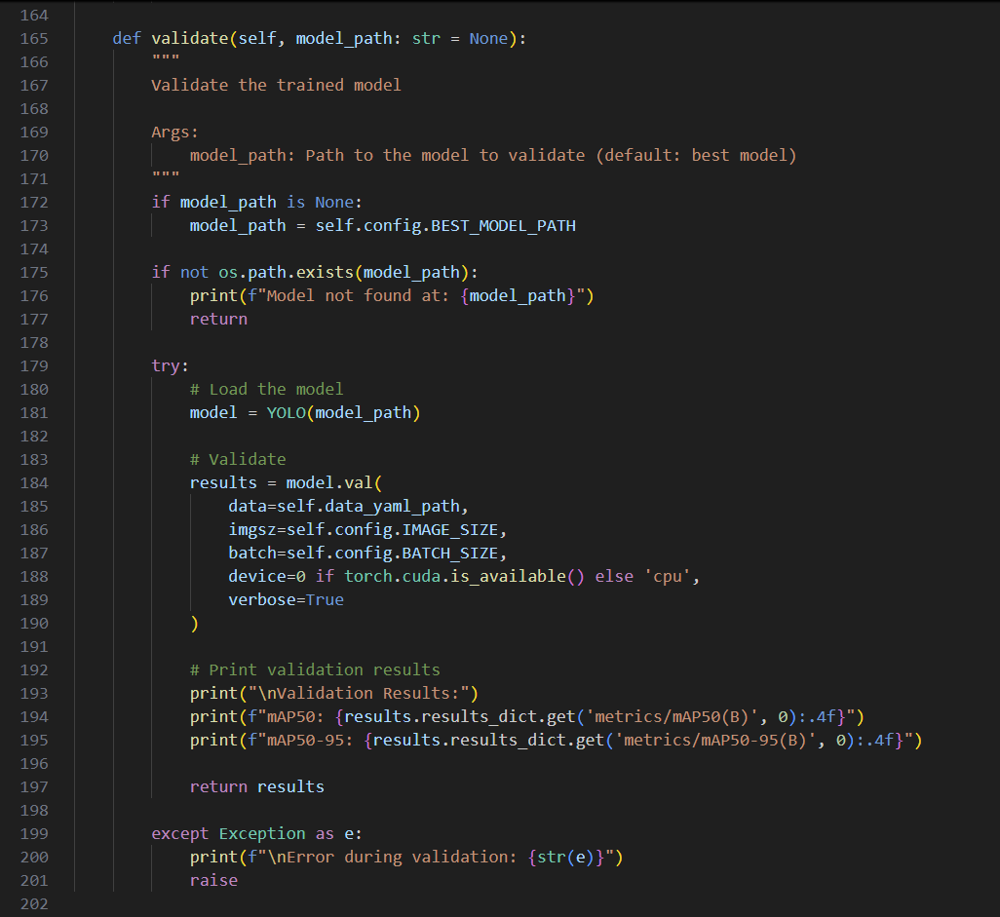 164
165 def validate(self, model_path: str = None):
166 """
167 Validate the trained model
168
169 Args:
170 model_path: Path to the model to validate (default: best model)
171 """
172 if model_path is None:
173 model_path = self.config.BEST_MODEL_PATH
174
175 if not os.path.exists(model_path):
176 print(f"Model not found at: {model_path}")
177 return
178
179 try:
180 # Load the model
181 model = YOLO(model_path)
182
183 # Validate
184 results = model.val(
185 data=self.data_yaml_path,
186 imgsz=self.config.IMAGE_SIZE,
187 batch=self.config.BATCH_SIZE,
188 device=0 if torch.cuda.is_available() else 'cpu',
189 verbose=True
190 )
191
192 # Print validation results
193 print("\nValidation Results:")
194 print(f"mAP50: {results.results_dict.get('metrics/mAP50(B)', 0):.4f}")
195 print(f"mAP50-95: {results.results_dict.get('metrics/mAP50-95(B)', 0):.4f}")
196
197 return results
198
199 except Exception as e:
200 print(f"\nError during validation: {str(e)}")
201 raise
202